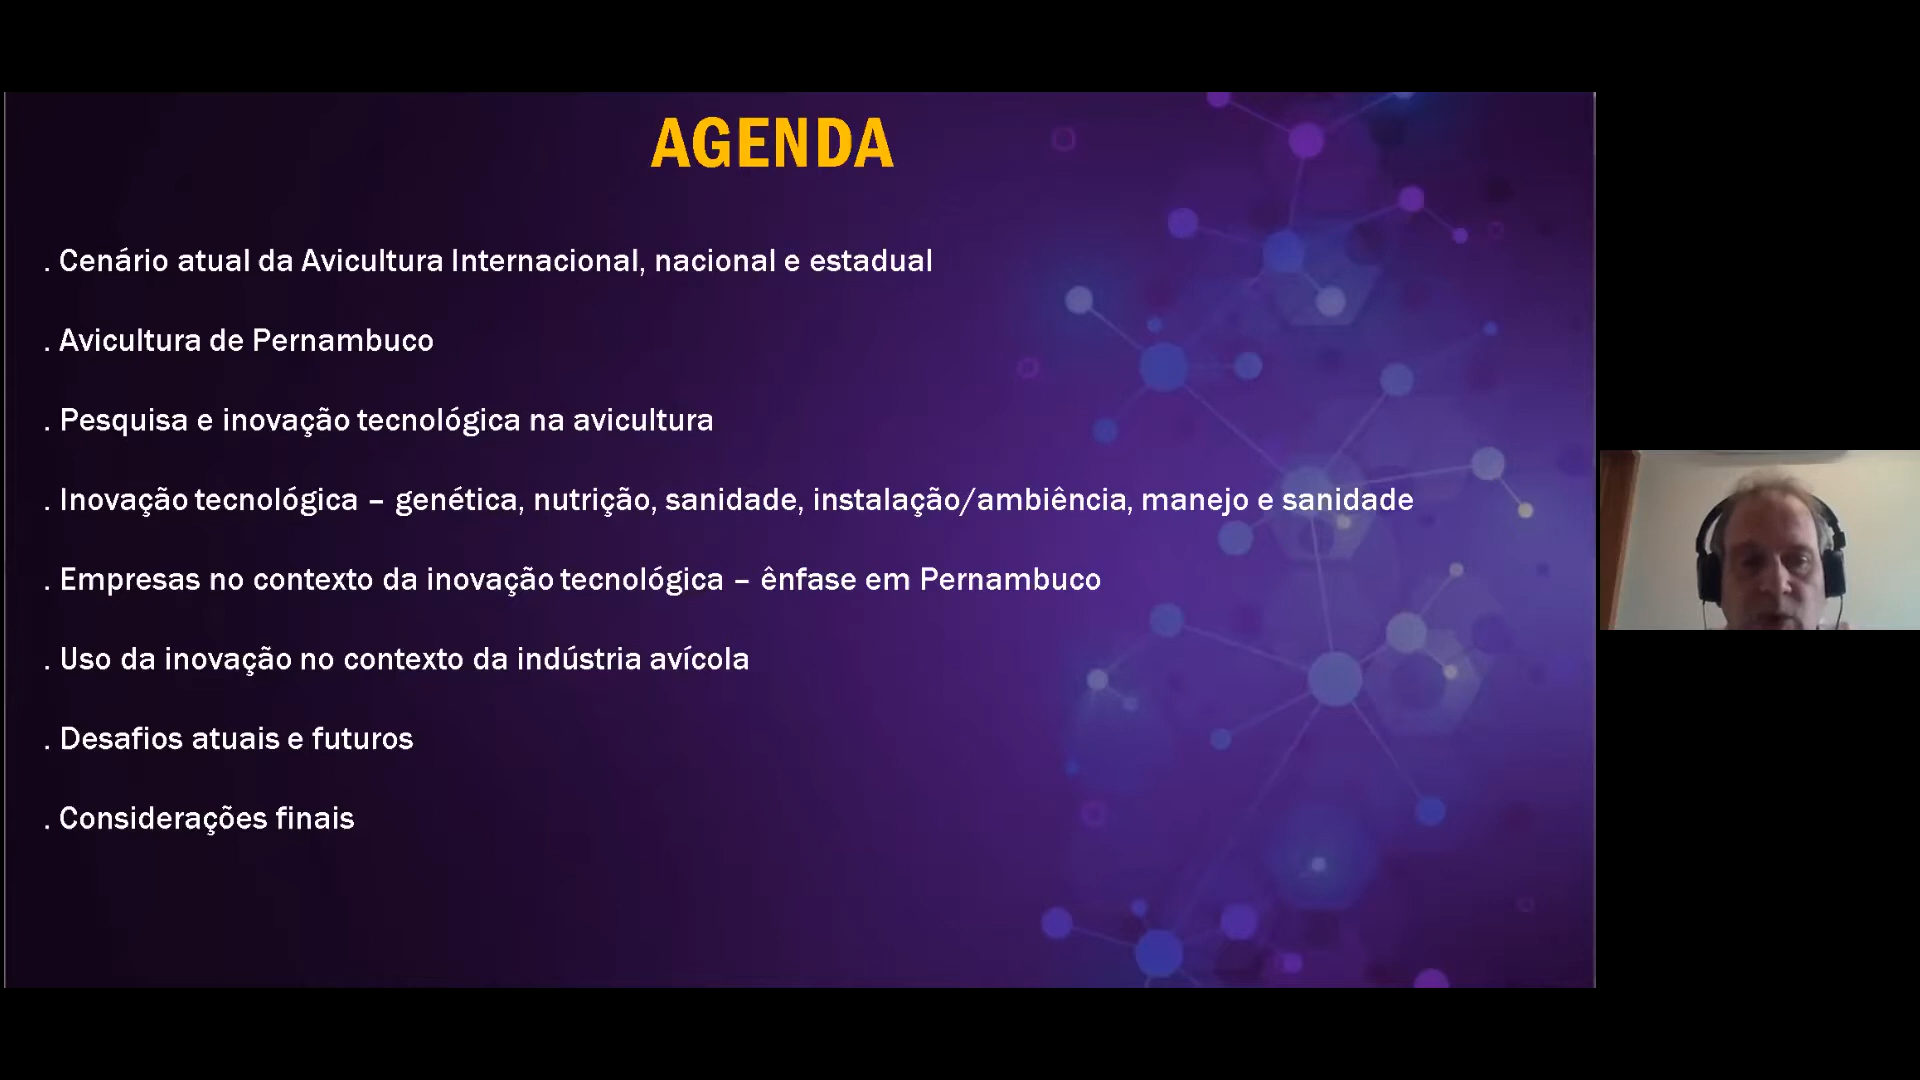 AGENDA
. Cenário atual da Avicultura Internacional, nacional e estadual
. Avicultura de Pernambuco
. Pesquisa e inovação tecnológica na avicultura
. Inovação tecnológica – genética, nutrição, sanidade, instalação/ambiência, manejo e sanidade
. Empresas no contexto da inovação tecnológica – ênfase em Pernambuco
. Uso da inovação no contexto da indústria avícola
. Desafios atuais e futuros
. Considerações finais